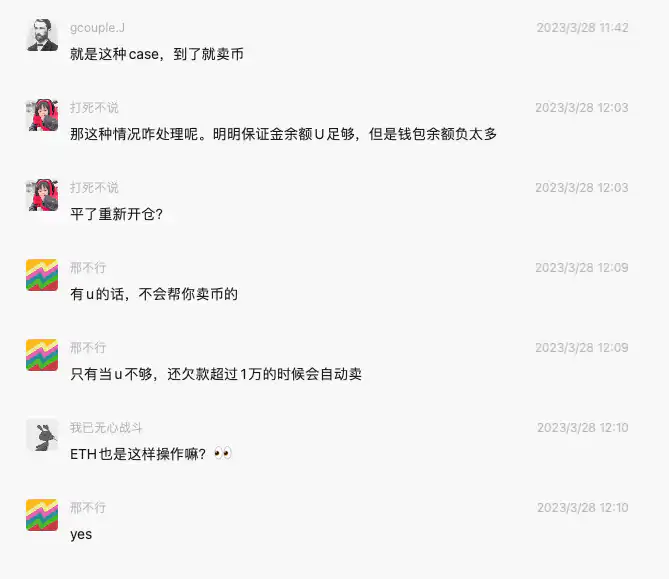 gcouple.J 2023/3/28 11:42
就是这种case，到了就卖币
打死不说 2023/3/28 12:03
那这种情况咋处理呢。明明保证金余额U足够，但是钱包余额负太多
打死不说 2023/3/28 12:03
平了重新开仓？
邢不行 2023/3/28 12:09
有u的话，不会帮你卖币的
邢不行 2023/3/28 12:09
只有当u不够，还欠款超过1万的时候会自动卖
我已无心战斗 2023/3/28 12:10
ETH也是这样操作嘛？👀
邢不行 2023/3/28 12:10
yes